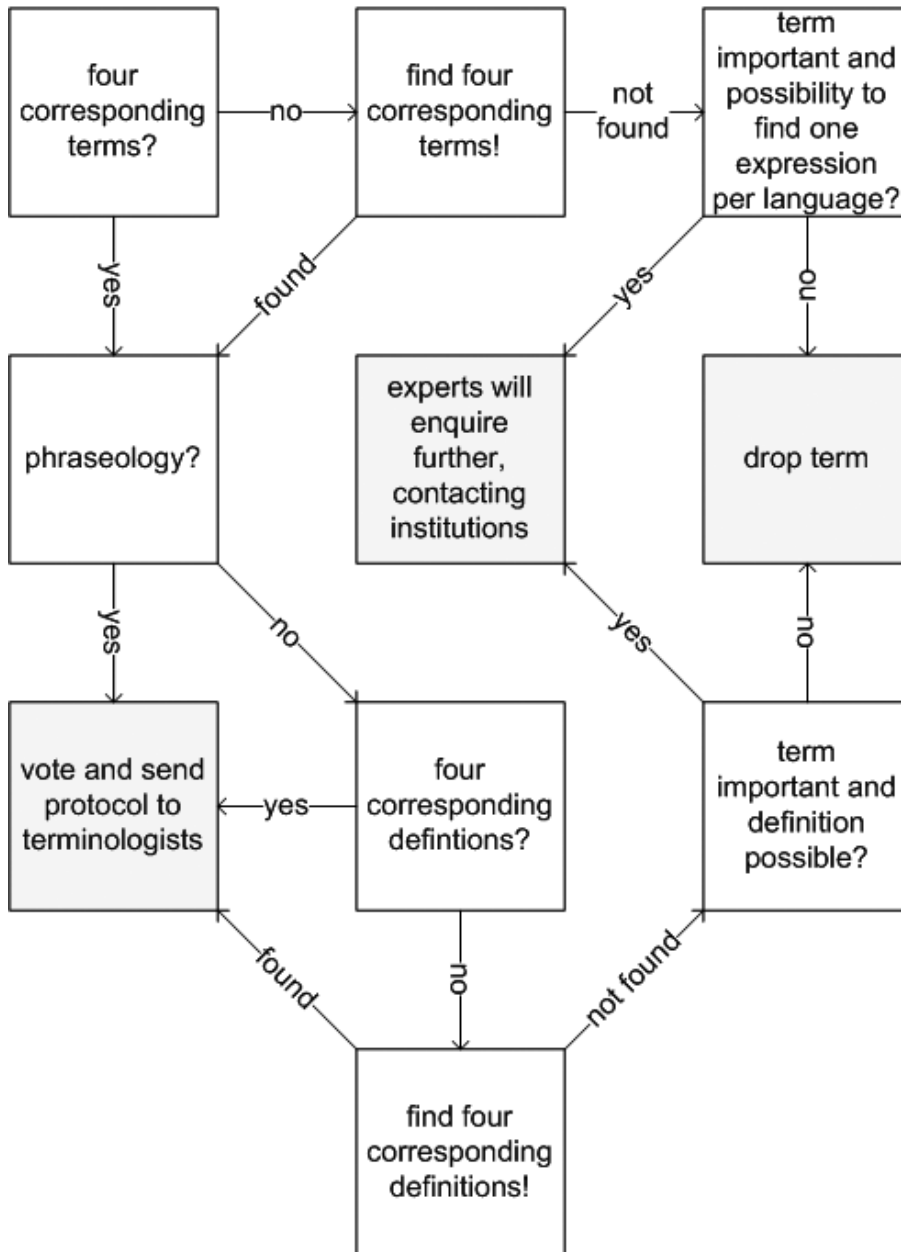 four
corresponding
terms?
no
find four
corresponding
terms!
not
found
term
important and
possibility to
find one
expression
per language?
yes
found
yes
no
phraseology?
experts will
enquire
further,
contacting
institutions
drop term
yes
no
yes
no
vote and send
protocol to
terminologists
yes
four
corresponding
defintions?
term
important and
definition
possible?
found
no
not found
find four
corresponding
definitions!